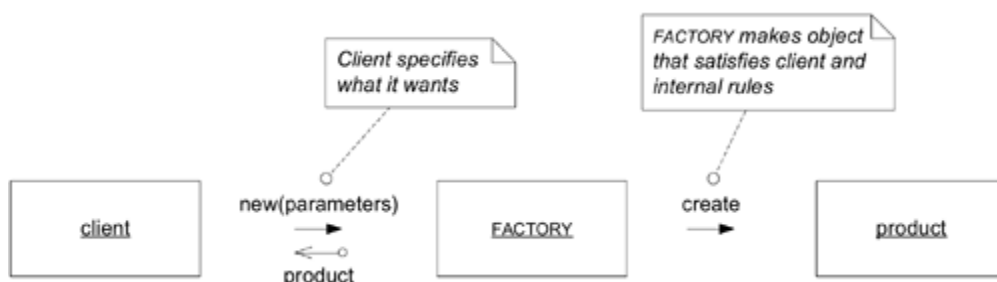 Client specifies
what it wants
FACTORY makes object
that satisfies client and
internal rules
client
new(parameters)
product
FACTORY
create
product